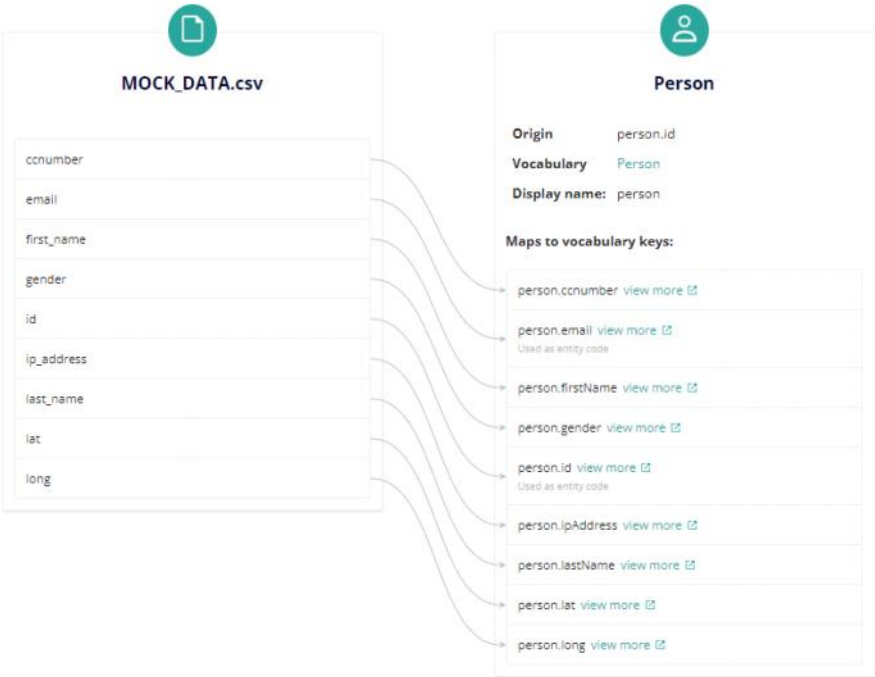 MOCK_DATA.csv
ccnumber
email
first_name
gender
id
ip_address
last_name
lat
long
Person
Origin person.id
Vocabulary Person
Display name: person
Maps to vocabulary keys:
person.ccnumber view more
person.email view more
Used as entity code
person.firstName view more
person.gender view more
person.id view more
Used as entity code
person.ipAddress view more
person.lastName view more
person.lat view more
person.long view more